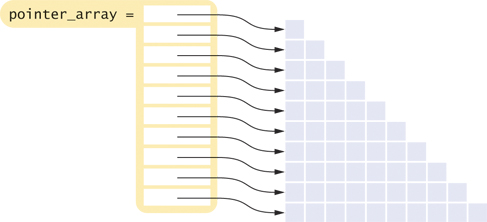 pointer_array =